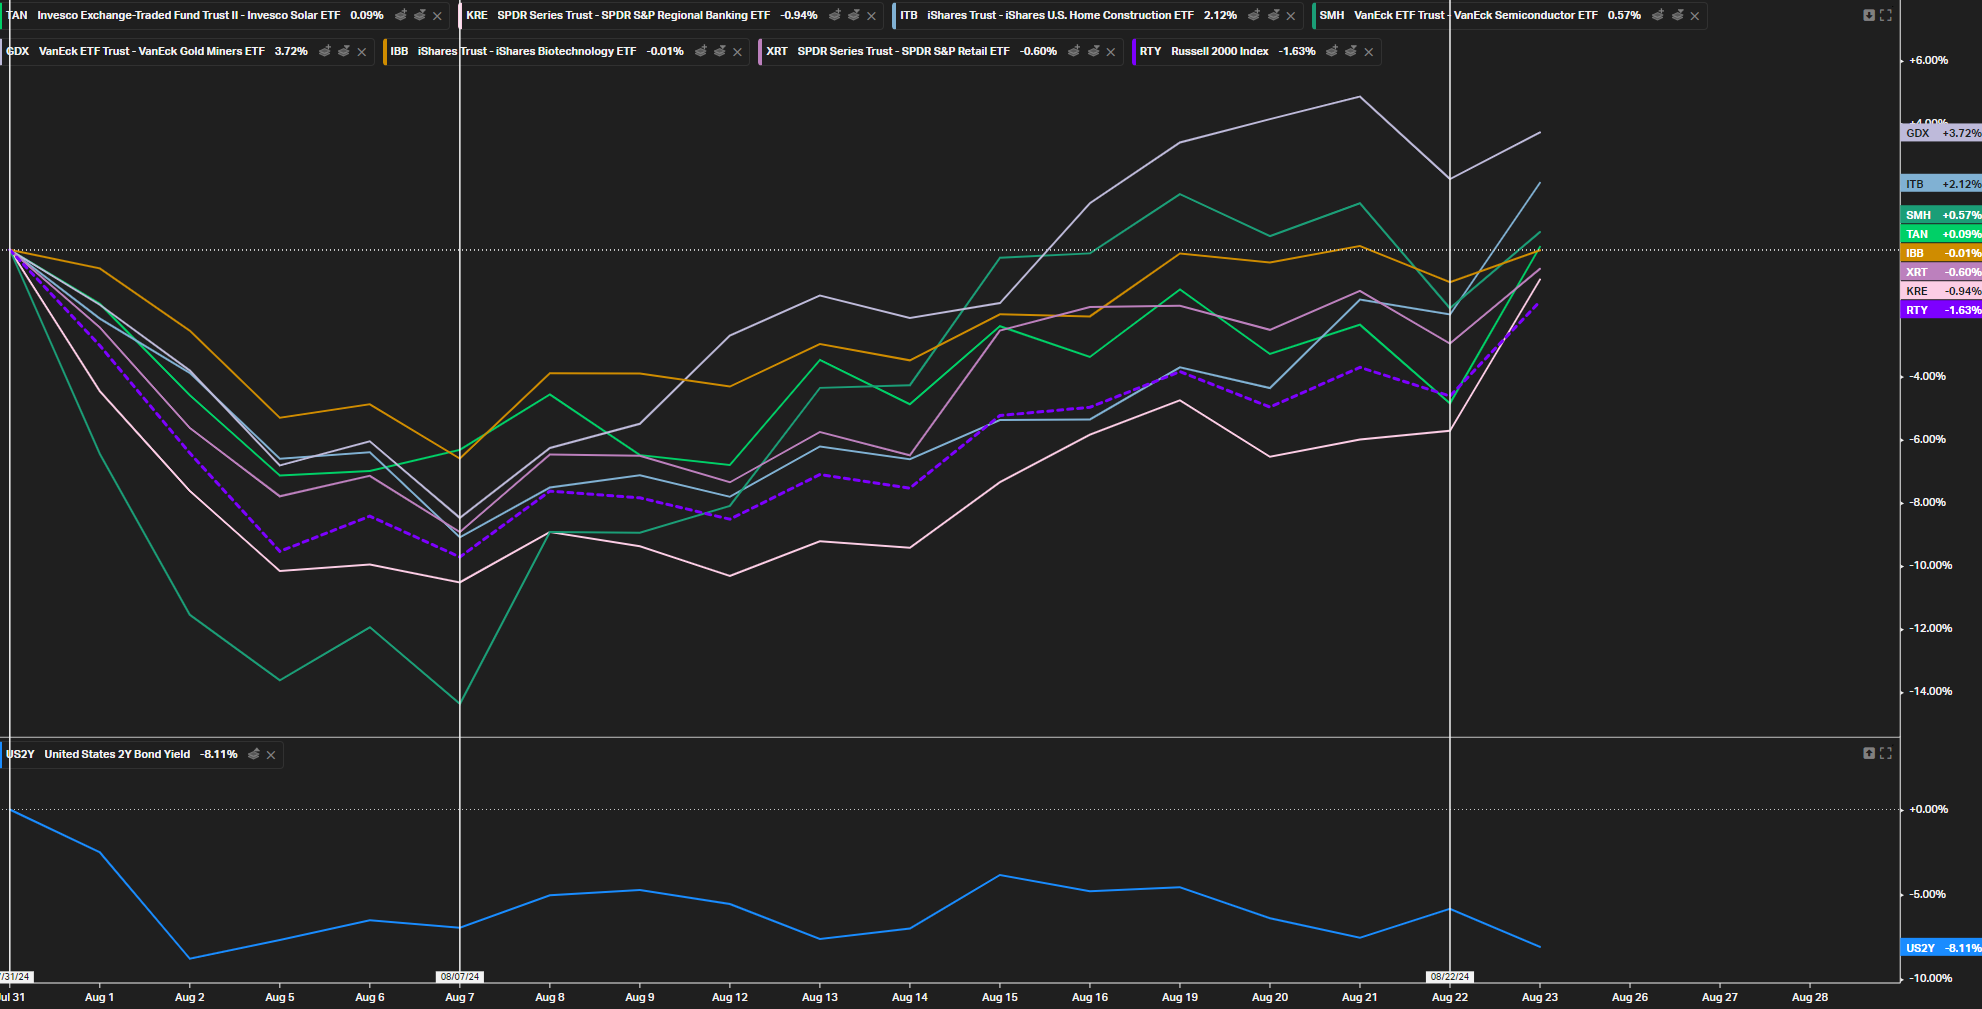 TAN Invesco Exchange-Traded Fund Trust II - Invesco Solar ETF 0.09% KRE SPDR Series Trust - SPDR S&P Regional Banking ETF -0.94% ITB iShares Trust - iShares U.S. Home Construction ETF 2.12% SMH VanEck ETF Trust - VanEck Semiconductor ETF 0.57%
GDX VanEck ETF Trust - VanEck Gold Miners ETF 3.72% IBB iShares Trust - iShares Biotechnology ETF -0.01% XRT SPDR Series Trust - SPDR S&P Retail ETF -0.60% RTY Russell 2000 Index -1.63%
+6.00%
+4.00%
GDX +3.72%
ITB +2.12%
SMH +0.57%
TAN +0.09%
IBB -0.01%
XRT -0.60%
KRE -0.94%
RTY -1.63%
-4.00%
-6.00%
-8.00%
-10.00%
-12.00%
-14.00%
US2Y United States 2Y Bond Yield -8.11%
+0.00%
-5.00%
US2Y -8.11%
-10.00%
/31/24 08/07/24 08/22/24
ul 31 Aug 1 Aug 2 Aug 5 Aug 6 Aug 7 Aug 8 Aug 9 Aug 12 Aug 13 Aug 14 Aug 15 Aug 16 Aug 19 Aug 20 Aug 21 Aug 22 Aug 23 Aug 26 Aug 27 Aug 28